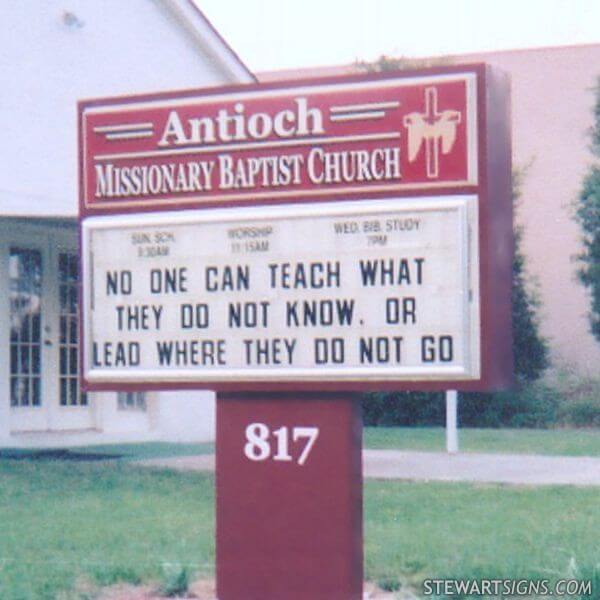 Antioch
MISSIONARY BAPTIST CHURCH
SUN. SCH. WORSHIP WED. BIB. STUDY
9:30AM 11:15AM 7PM
NO ONE CAN TEACH WHAT
THEY DO NOT KNOW. OR
LEAD WHERE THEY DO NOT GO
817
STEWARTSIGNS.COM